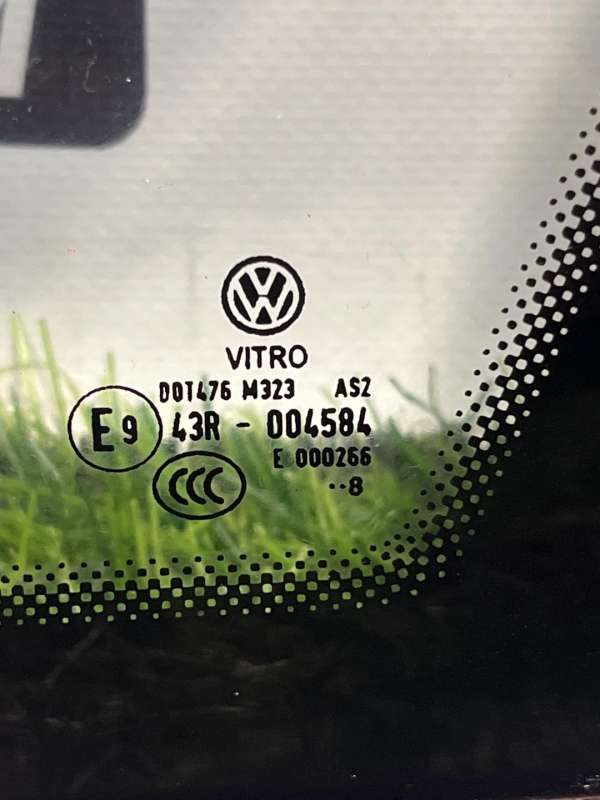 VITRO
DOT476 M323 AS2
E9 43R - 004584
E 000266
CCC ··8